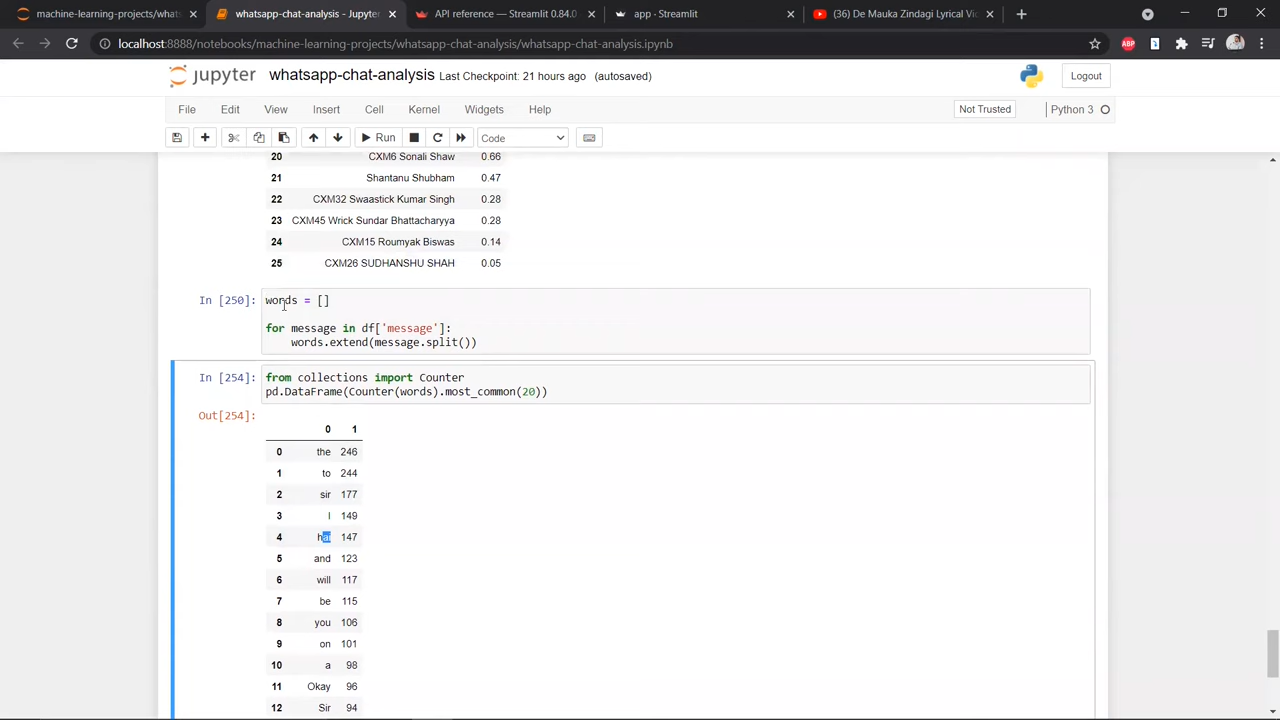 machine-learning-projects/whats
whatsapp-chat-analysis - Jupyter
API reference — Streamlit 0.84.0
app · Streamlit
(36) De Mauka Zindagi Lyrical Vi
localhost:8888/notebooks/machine-learning-projects/whatsapp-chat-analysis/whatsapp-chat-analysis.ipynb
ABP
jupyter whatsapp-chat-analysis Last Checkpoint: 21 hours ago (autosaved)
Logout
File Edit View Insert Cell Kernel Widgets Help
Not Trusted
Python 3
Run
Code
20 CXM6 Sonali Shaw 0.66
21 Shantanu Shubham 0.47
22 CXM32 Swaastick Kumar Singh 0.28
23 CXM45 Wrick Sundar Bhattacharyya 0.28
24 CXM15 Roumyak Biswas 0.14
25 CXM26 SUDHANSHU SHAH 0.05
In [250]: words = []
for message in df['message']:
words.extend(message.split())
In [254]: from collections import Counter
pd.DataFrame(Counter(words).most_common(20))
Out[254]:
0 1
0 the 246
1 to 244
2 sir 177
3 I 149
4 hai 147
5 and 123
6 will 117
7 be 115
8 you 106
9 on 101
10 a 98
11 Okay 96
12 Sir 94